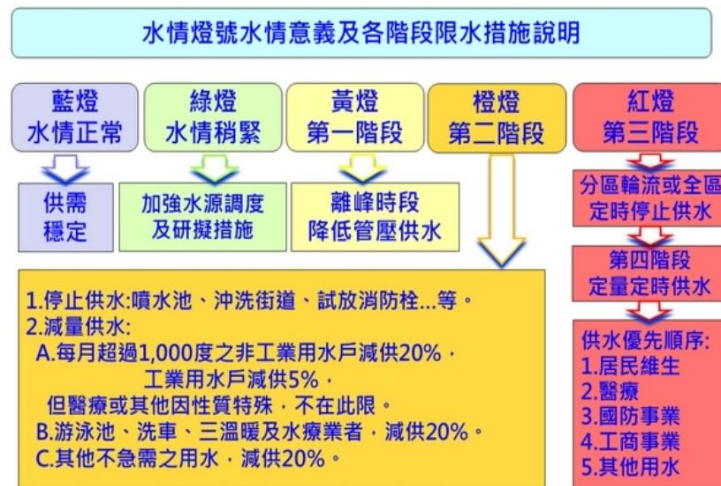 水情燈號水情意義及各階段限水措施說明
藍燈
水情正常
綠燈
水情稍緊
黃燈
第一階段
橙燈
第二階段
紅燈
第三階段
供需
穩定
加強水源調度
及研擬措施
離峰時段
降低管壓供水
分區輪流或全區
定時停止供水
第四階段
定量定時供水
1.停止供水:噴水池、沖洗街道、試放消防栓...等。
2.減量供水:
A.每月超過1,000度之非工業用水戶減供20%,
工業用水戶減供5%,
但醫療或其他因性質特殊,不在此限。
B.游泳池、洗車、三溫暖及水療業者,減供20%。
C.其他不急需之用水,減供20%。
供水優先順序:
1.居民維生
2.醫療
3.國防事業
4.工商事業
5.其他用水